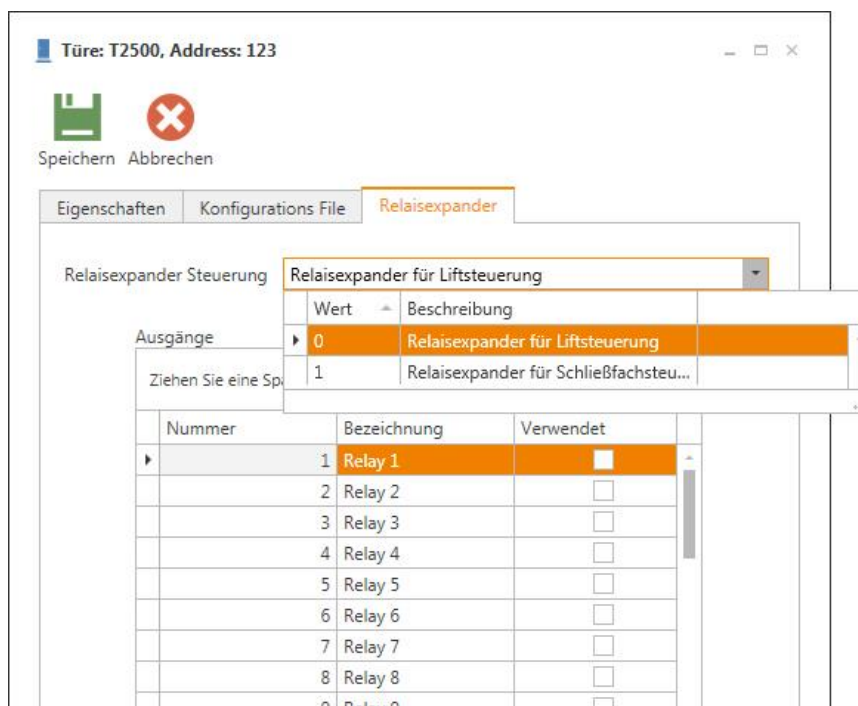 Türe: T2500, Address: 123
Speichern Abbrechen
Eigenschaften Konfigurations File Relaisexpander
Relaisexpander Steuerung Relaisexpander für Liftsteuerung
Wert Beschreibung
Ausgänge
0 Relaisexpander für Liftsteuerung
Ziehen Sie eine
1 Relaisexpander für Schließfachsteu...
Nummer Bezeichnung Verwendet
1 Relay 1
2 Relay 2
3 Relay 3
4 Relay 4
5 Relay 5
6 Relay 6
7 Relay 7
8 Relay 8